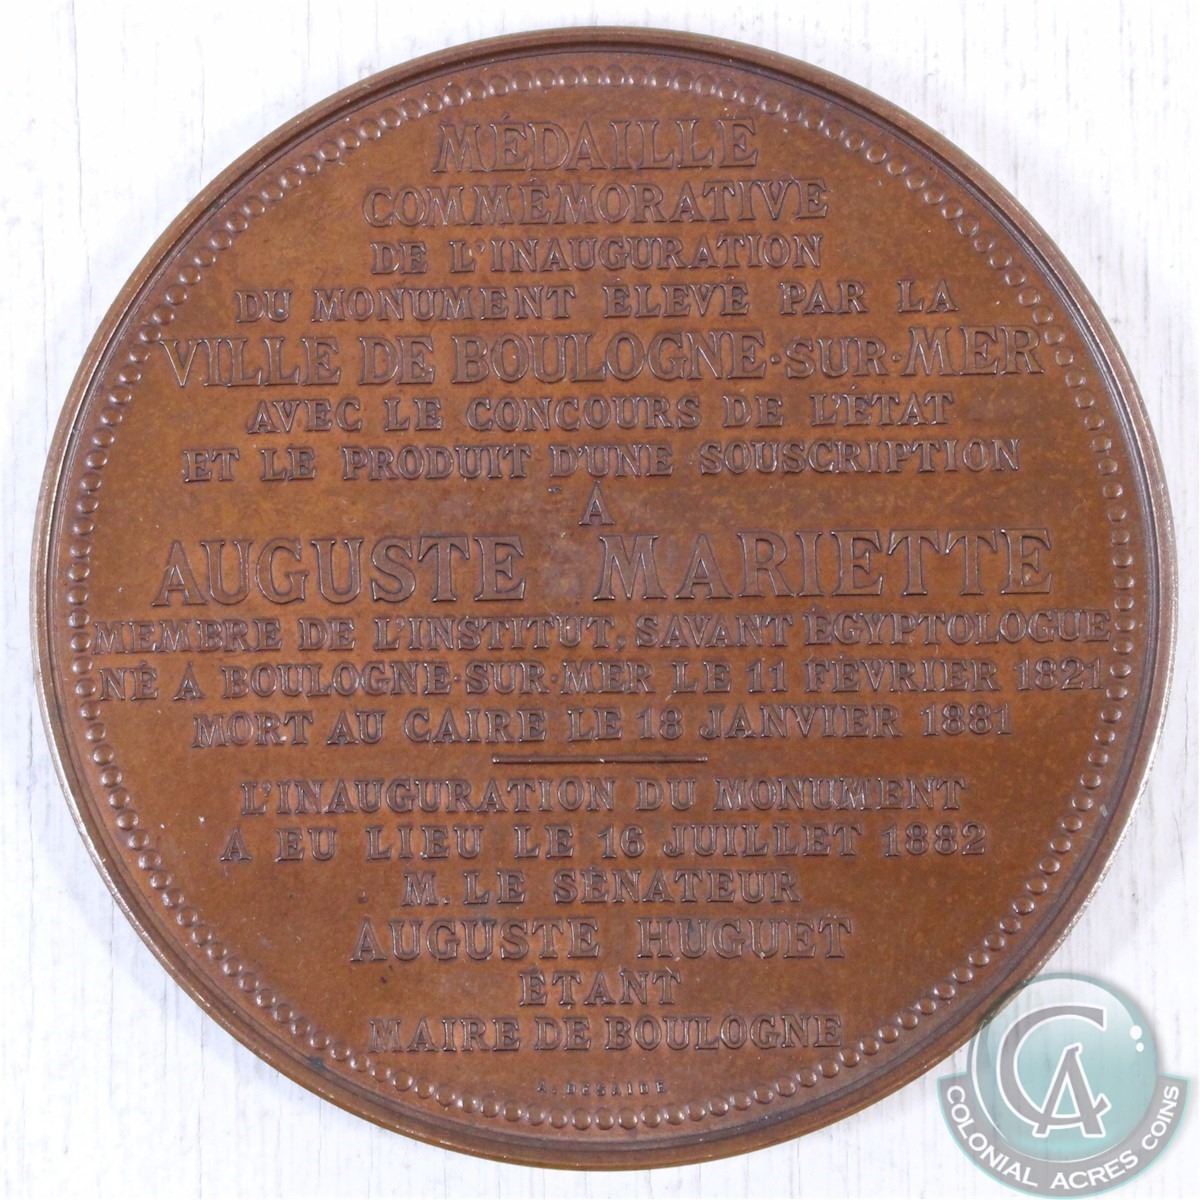 MÉDAILLE
COMMÉMORATIVE
DE L'INAUGURATION
DU MONUMENT ÉLEVÉ PAR LA
VILLE DE BOULOGNE·SUR·MER
AVEC LE CONCOURS DE L'ÉTAT
ET LE PRODUIT D'UNE SOUSCRIPTION
À
AUGUSTE MARIETTE
MEMBRE DE L'INSTITUT, SAVANT ÉGYPTOLOGUE
NÉ À BOULOGNE·SUR·MER LE 11 FÉVRIER 1821
MORT AU CAIRE LE 18 JANVIER 1881
L'INAUGURATION DU MONUMENT
A EU LIEU LE 16 JUILLET 1882
M. LE SÉNATEUR
AUGUSTE HUGUET
ÉTANT
MAIRE DE BOULOGNE
A. DESAIDE
CA
COLONIAL ACRES COINS